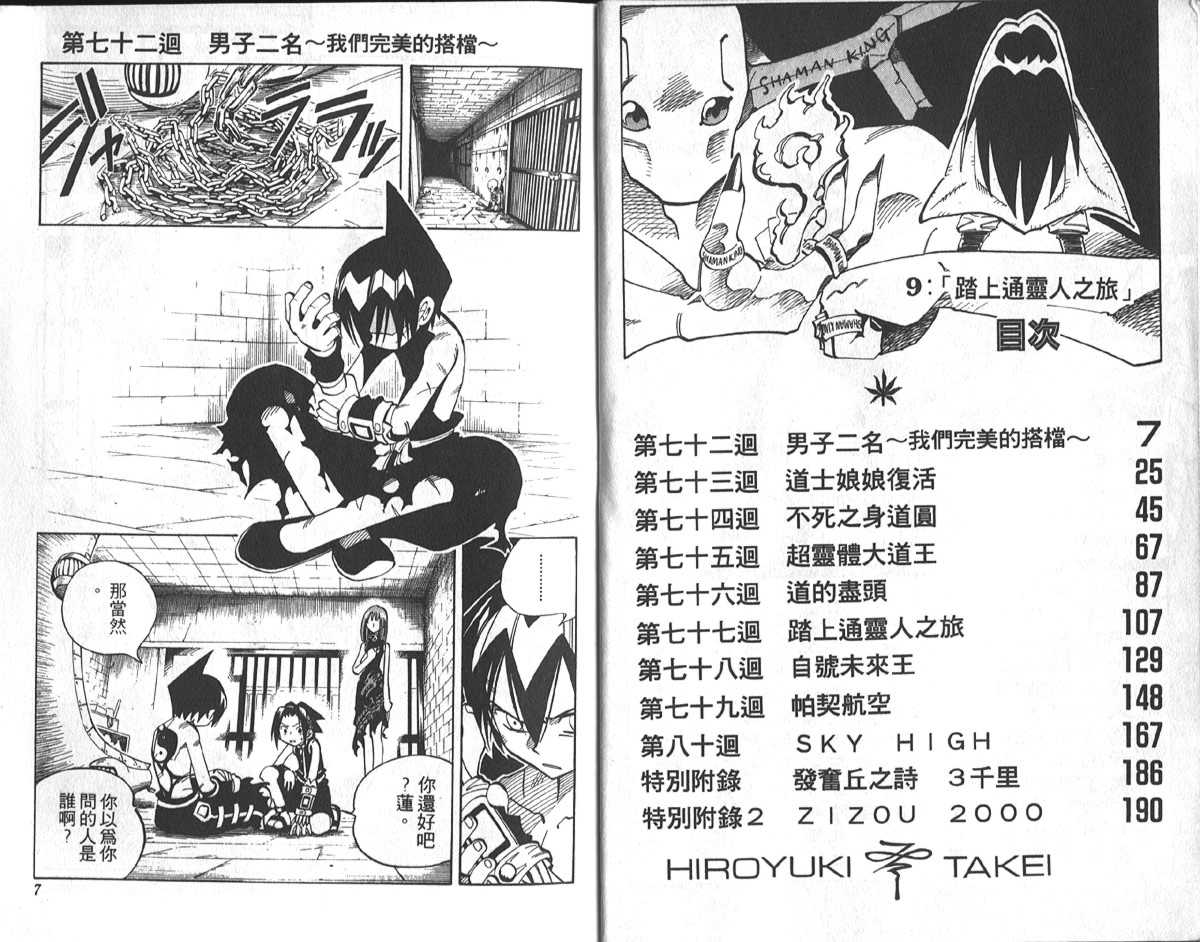 SHAMAN KING
SHAMAN KING
SHAMAN KING
9：「踏上通靈人之旅」
目次
第七十二迴　男子二名～我們完美的搭檔～　7
第七十三迴　道士娘娘復活　25
第七十四迴　不死之身道圓　45
第七十五迴　超靈體大道王　67
第七十六迴　道的盡頭　87
第七十七迴　踏上通靈人之旅　107
第七十八迴　自號未來王　129
第七十九迴　帕契航空　148
第八十迴　ＳＫＹ　ＨＩＧＨ　167
特別附錄　發奮丘之詩　３千里　186
特別附錄２　ＺＩＺＯＵ　２０００　190
HIROYUKI TAKEI
第七十二迴　男子二名～我們完美的搭檔～
ジャラララッ
………
你還好吧
？蓮。
那當然
。
你以爲你
問的人是
誰啊？
7